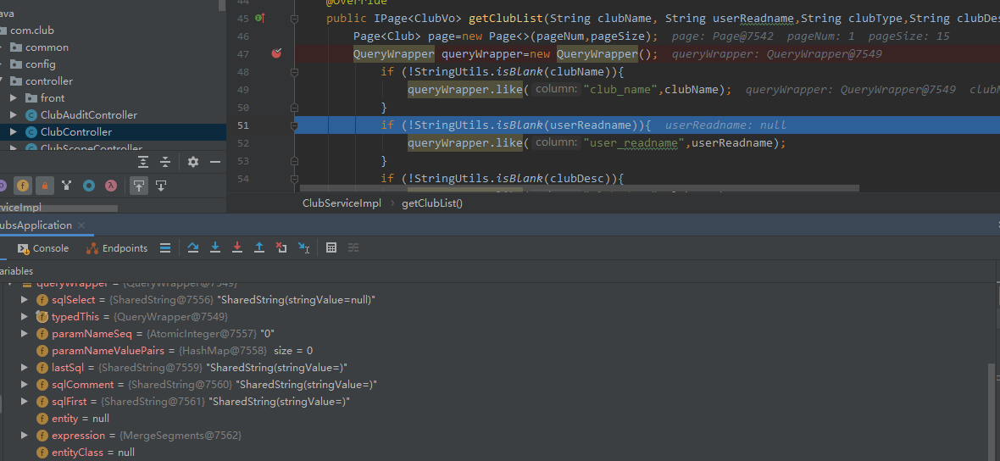 ava
com.club
common
config
controller
front
ClubAuditController
ClubController
ClubScopeController
viceImpl
44 @Override
45 public IPage<ClubVo> getClubList(String clubName, String userReadname,String clubType,String clubDes
46 Page<Club> page=new Page<>(pageNum,pageSize); page: Page@7542 pageNum: 1 pageSize: 15
47 QueryWrapper queryWrapper=new QueryWrapper(); queryWrapper: QueryWrapper@7549
48 if (!StringUtils.isBlank(clubName)){
49 queryWrapper.like( column: "club_name",clubName); queryWrapper: QueryWrapper@7549 clubN
50 }
51 if (!StringUtils.isBlank(userReadname)){ userReadname: null
52 queryWrapper.like( column: "user_readname",userReadname);
53 }
54 if (!StringUtils.isBlank(clubDesc)){
ClubServiceImpl > getClubList()
ubsApplication ×
Console Endpoints
ariables
queryWrapper = {QueryWrapper@7549}
f sqlSelect = {SharedString@7556} "SharedString(stringValue=null)"
f typedThis = {QueryWrapper@7549}
f paramNameSeq = {AtomicInteger@7557} "0"
f paramNameValuePairs = {HashMap@7558} size = 0
f lastSql = {SharedString@7559} "SharedString(stringValue=)"
f sqlComment = {SharedString@7560} "SharedString(stringValue=)"
f sqlFirst = {SharedString@7561} "SharedString(stringValue=)"
f entity = null
f expression = {MergeSegments@7562}
f entityClass = null